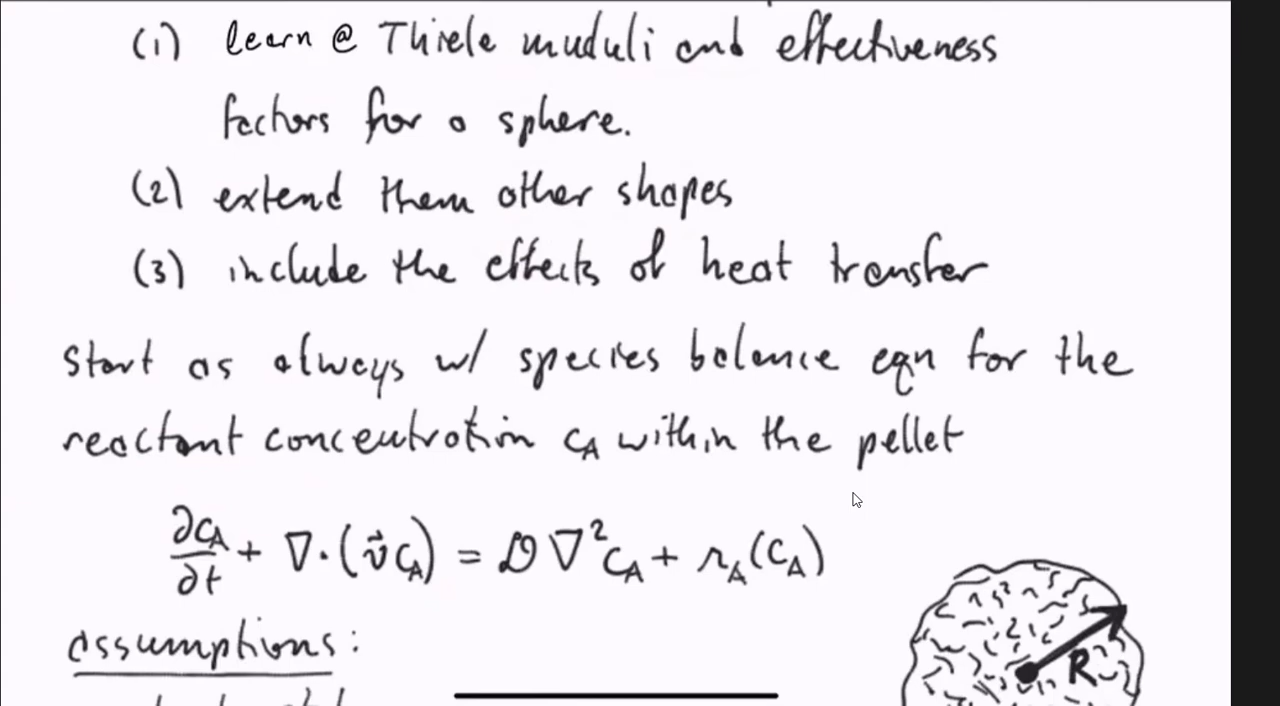 (1) learn @ Thiele muduli and effectiveness
factors for a sphere.
(2) extend them other shapes
(3) include the effects of heat transfer
Start as always w/ species balance eqn for the
reactant concentration c_A within the pellet
∂c_A/∂t + ∇·(v⃗ c_A) = 𝒟∇²c_A + r_A(c_A)
R
assumptions: